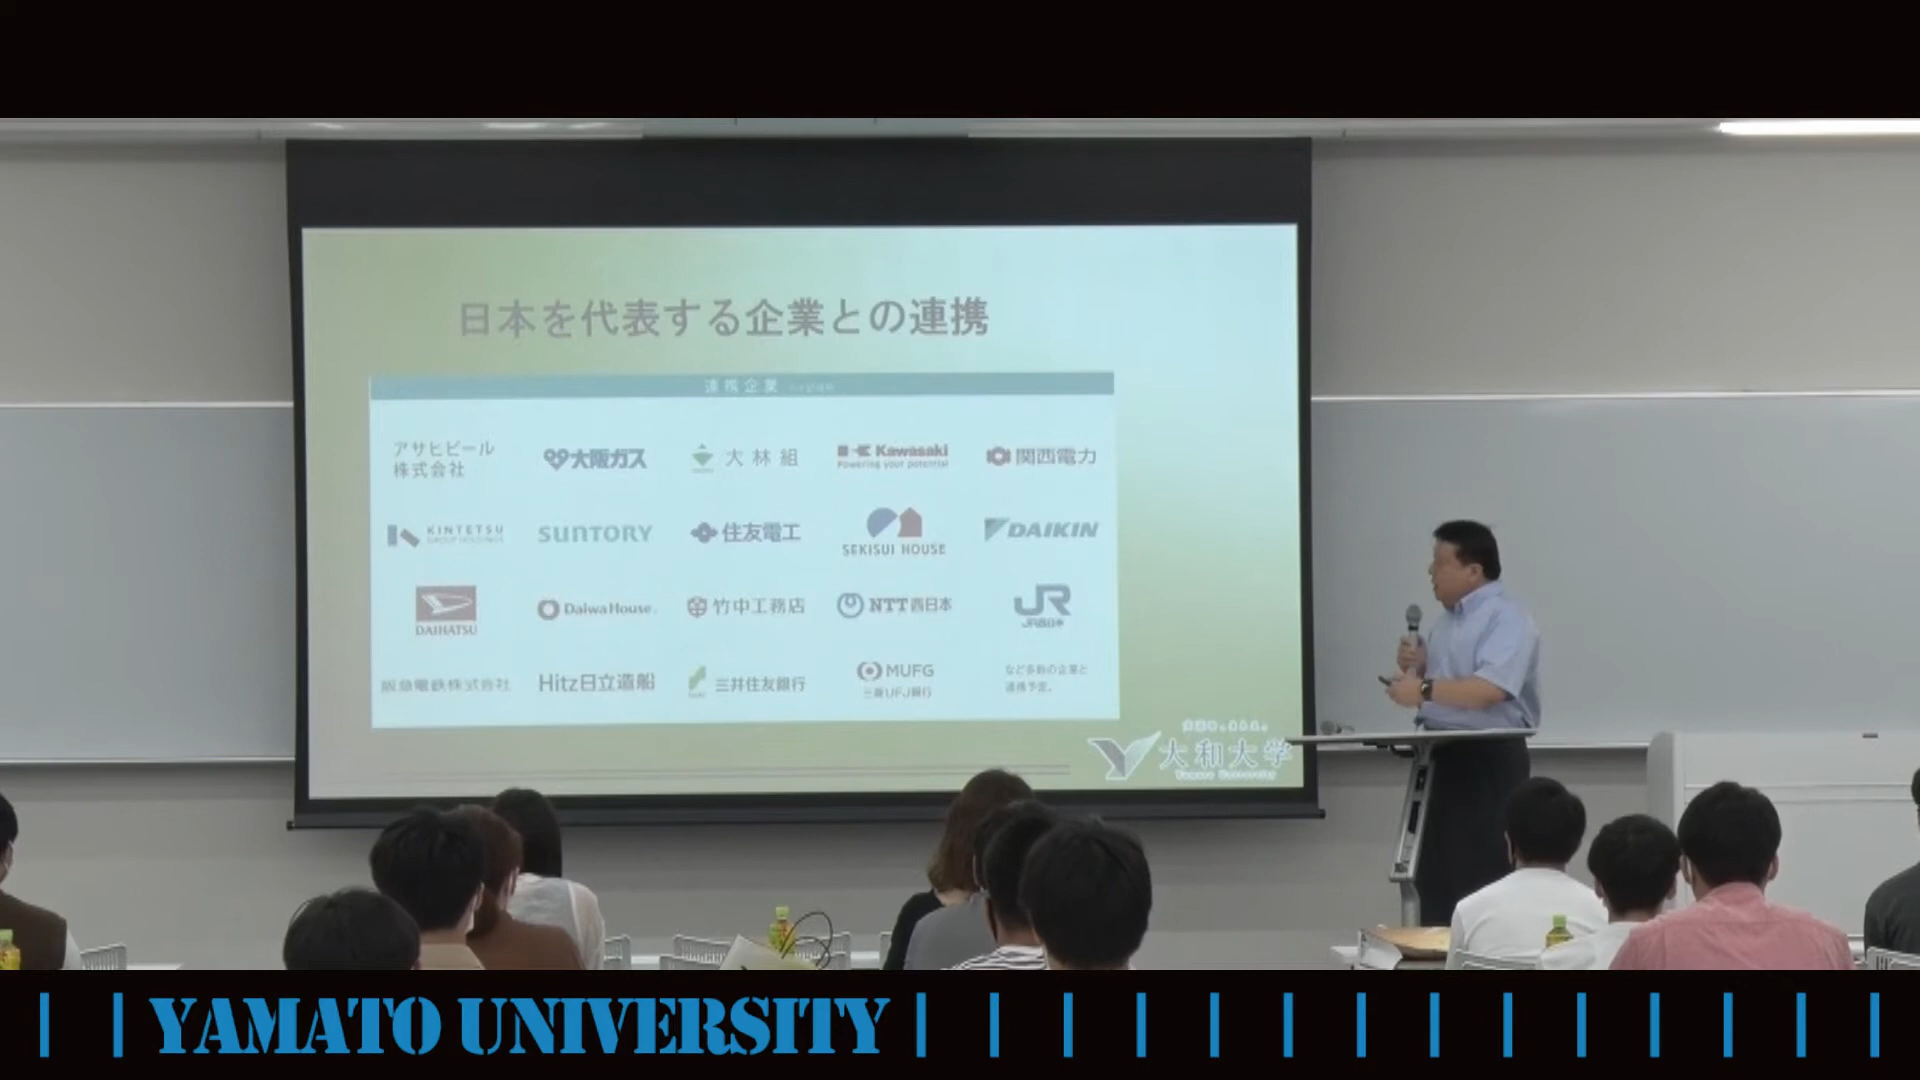 日本を代表する企業との連携
連携企業
アサヒビール
株式会社
大阪ガス
大林組
Kawasaki
Powering your potential
関西電力
KINTETSU
GROUP HOLDINGS
SUNTORY
住友電工
SEKISUI HOUSE
DAIKIN
DAIHATSU
DaiwaHouse
竹中工務店
NTT西日本
JR
JR西日本
阪急電鉄株式会社
Hitz日立造船
三井住友銀行
MUFG
三菱UFJ銀行
など多数の企業と
連携予定。
大和大学
Yamato University
YAMATO UNIVERSITY